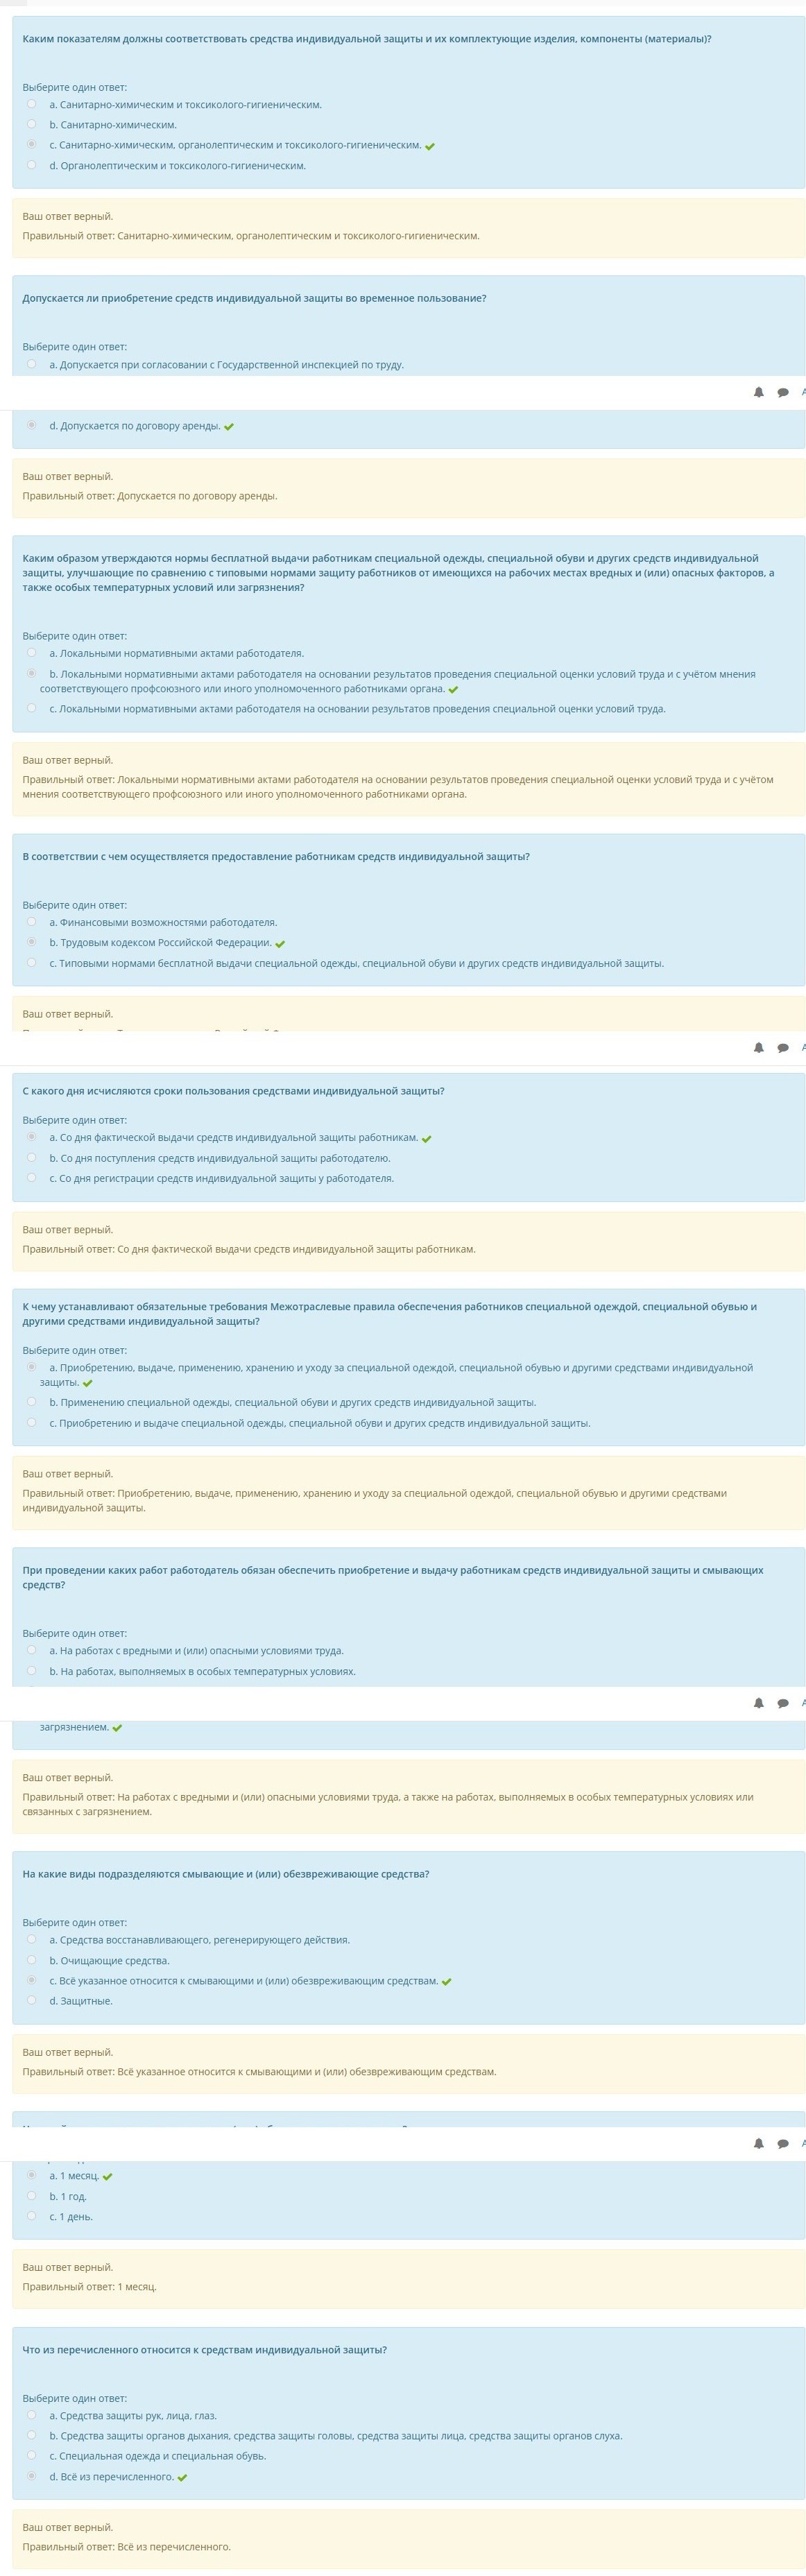 Каким показателям должны соответствовать средства индивидуальной защиты и их комплектующие изделия, компоненты (материалы)?
Выберите один ответ:
a. Санитарно-химическим и токсиколого-гигиеническим.
b. Санитарно-химическим.
c. Санитарно-химическим, органолептическим и токсиколого-гигиеническим.
d. Органолептическим и токсиколого-гигиеническим.
Ваш ответ верный.
Правильный ответ: Санитарно-химическим, органолептическим и токсиколого-гигиеническим.
Допускается ли приобретение средств индивидуальной защиты во временное пользование?
Выберите один ответ:
a. Допускается при согласовании с Государственной инспекцией по труду.
d. Допускается по договору аренды.
Ваш ответ верный.
Правильный ответ: Допускается по договору аренды.
Каким образом утверждаются нормы бесплатной выдачи работникам специальной одежды, специальной обуви и других средств индивидуальной
защиты, улучшающие по сравнению с типовыми нормами защиту работников от имеющихся на рабочих местах вредных и (или) опасных факторов, а
также особых температурных условий или загрязнения?
Выберите один ответ:
a. Локальными нормативными актами работодателя.
b. Локальными нормативными актами работодателя на основании результатов проведения специальной оценки условий труда и с учётом мнения
соответствующего профсоюзного или иного уполномоченного работниками органа.
c. Локальными нормативными актами работодателя на основании результатов проведения специальной оценки условий труда.
Ваш ответ верный.
Правильный ответ: Локальными нормативными актами работодателя на основании результатов проведения специальной оценки условий труда и с учётом
мнения соответствующего профсоюзного или иного уполномоченного работниками органа.
В соответствии с чем осуществляется предоставление работникам средств индивидуальной защиты?
Выберите один ответ:
a. Финансовыми возможностями работодателя.
b. Трудовым кодексом Российской Федерации.
c. Типовыми нормами бесплатной выдачи специальной одежды, специальной обуви и других средств индивидуальной защиты.
Ваш ответ верный.
С какого дня исчисляются сроки пользования средствами индивидуальной защиты?
Выберите один ответ:
a. Со дня фактической выдачи средств индивидуальной защиты работникам.
b. Со дня поступления средств индивидуальной защиты работодателю.
c. Со дня регистрации средств индивидуальной защиты у работодателя.
Ваш ответ верный.
Правильный ответ: Со дня фактической выдачи средств индивидуальной защиты работникам.
К чему устанавливают обязательные требования Межотраслевые правила обеспечения работников специальной одеждой, специальной обувью и
другими средствами индивидуальной защиты?
Выберите один ответ:
a. Приобретению, выдаче, применению, хранению и уходу за специальной одеждой, специальной обувью и другими средствами индивидуальной
защиты.
b. Применению специальной одежды, специальной обуви и других средств индивидуальной защиты.
c. Приобретению и выдаче специальной одежды, специальной обуви и других средств индивидуальной защиты.
Ваш ответ верный.
Правильный ответ: Приобретению, выдаче, применению, хранению и уходу за специальной одеждой, специальной обувью и другими средствами
индивидуальной защиты.
При проведении каких работ работодатель обязан обеспечить приобретение и выдачу работникам средств индивидуальной защиты и смывающих
средств?
Выберите один ответ:
a. На работах с вредными и (или) опасными условиями труда.
b. На работах, выполняемых в особых температурных условиях.
загрязнением.
Ваш ответ верный.
Правильный ответ: На работах с вредными и (или) опасными условиями труда, а также на работах, выполняемых в особых температурных условиях или
связанных с загрязнением.
На какие виды подразделяются смывающие и (или) обезвреживающие средства?
Выберите один ответ:
a. Средства восстанавливающего, регенерирующего действия.
b. Очищающие средства.
c. Всё указанное относится к смывающими и (или) обезвреживающим средствам.
d. Защитные.
Ваш ответ верный.
Правильный ответ: Всё указанное относится к смывающими и (или) обезвреживающим средствам.
a. 1 месяц.
b. 1 год.
c. 1 день.
Ваш ответ верный.
Правильный ответ: 1 месяц.
Что из перечисленного относится к средствам индивидуальной защиты?
Выберите один ответ:
a. Средства защиты рук, лица, глаз.
b. Средства защиты органов дыхания, средства защиты головы, средства защиты лица, средства защиты органов слуха.
c. Специальная одежда и специальная обувь.
d. Всё из перечисленного.
Ваш ответ верный.
Правильный ответ: Всё из перечисленного.